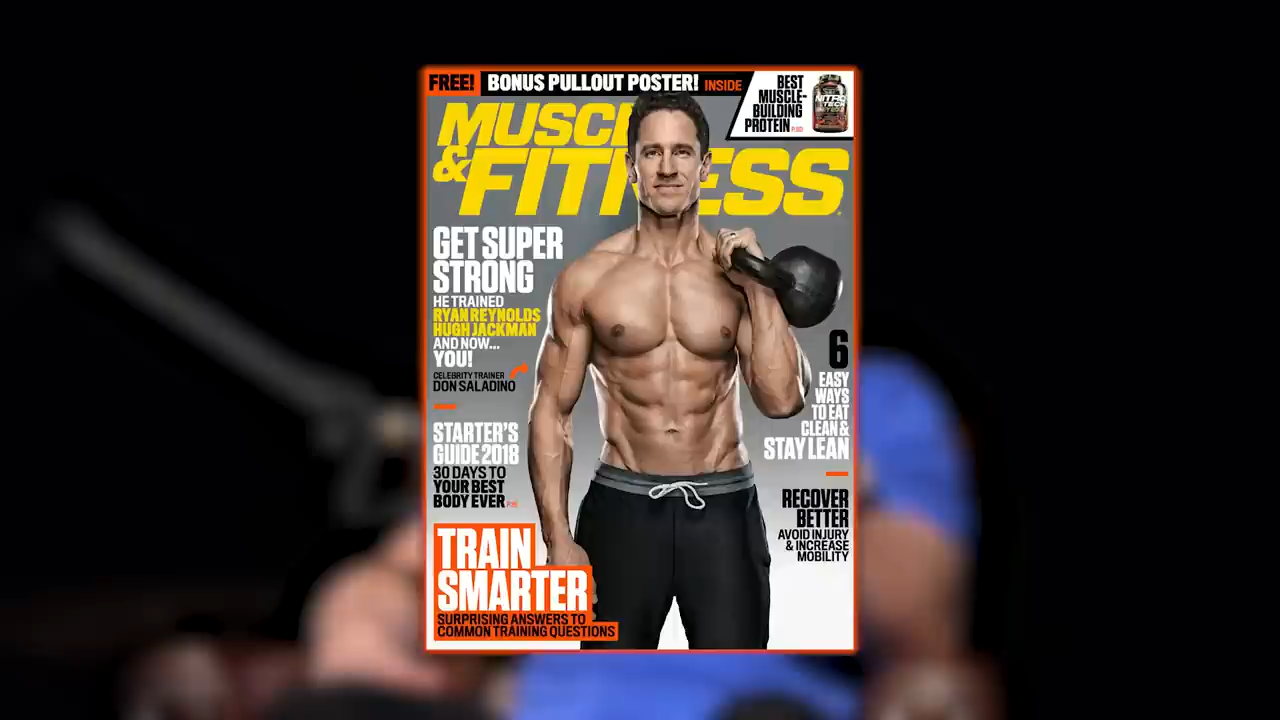 FREE! BONUS PULLOUT POSTER! INSIDE
BEST
MUSCLE-
BUILDING
PROTEIN
NITRO
TECH
MUSCL
& FITNESS
GET SUPER
STRONG
HE TRAINED
RYAN REYNOLDS
HUGH JACKMAN
AND NOW...
YOU!
CELEBRITY TRAINER
DON SALADINO
STARTER'S
GUIDE 2018
30 DAYS TO
YOUR BEST
BODY EVER
TRAIN
SMARTER
SURPRISING ANSWERS TO
COMMON TRAINING QUESTIONS
6
EASY
WAYS
TO EAT
CLEAN &
STAY LEAN
RECOVER
BETTER
AVOID INJURY
& INCREASE
MOBILITY